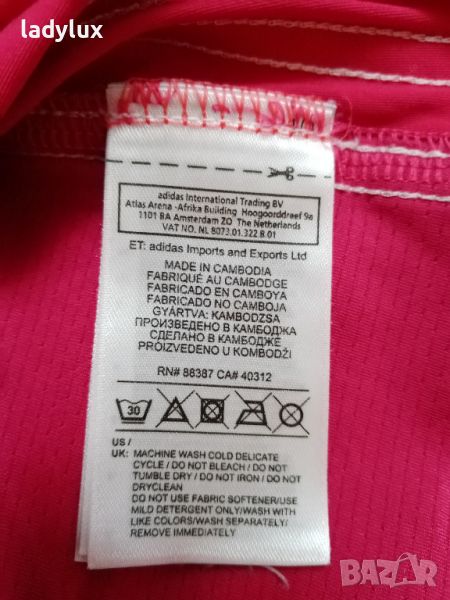 ladylux
adidas International Trading BV
Atlas Arena -Afrika Building Hoogoorddreef 9a
1101 BA Amsterdam ZO The Netherlands
VAT NO. NL 8073.01.322 B.01
ET: adidas Imports and Exports Ltd
MADE IN CAMBODIA
FABRIQUÉ AU CAMBODGE
FABRICADO EN CAMBOYA
FABRICADO NO CAMBOJA
GYÁRTVA: KAMBODZSA
ПРОИЗВЕДЕНО В КАМБОДЖА
СДЕЛАНО В КАМБОДЖЕ
PROIZVEDENO U KOMBODŽI
RN# 88387 CA# 40312
30
US /
UK: MACHINE WASH COLD DELICATE
CYCLE / DO NOT BLEACH / DO NOT
TUMBLE DRY / DO NOT IRON / DO NOT
DRYCLEAN
DO NOT USE FABRIC SOFTENER/USE
MILD DETERGENT ONLY/WASH WITH
LIKE COLORS/WASH SEPARATELY/
REMOVE IMMEDIATELY
BAZAR